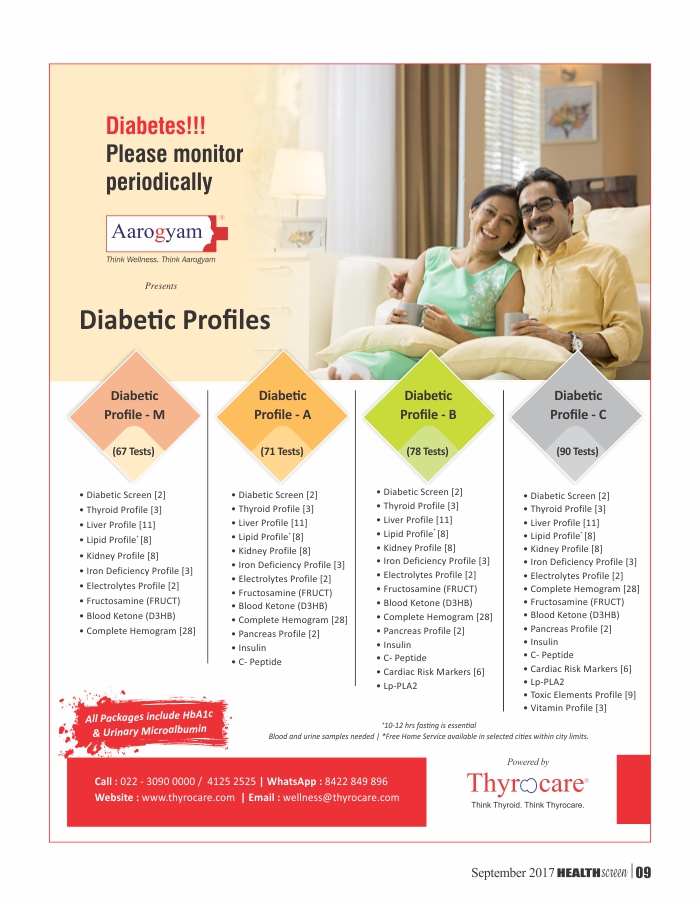 Diabetes!!!
Please monitor
periodically
Aarogyam®
Think Wellness. Think Aarogyam
Presents
Diabetic Profiles
Diabetic
Profile - M
(67 Tests)
• Diabetic Screen [2]
• Thyroid Profile [3]
• Liver Profile [11]
• Lipid Profile* [8]
• Kidney Profile [8]
• Iron Deficiency Profile [3]
• Electrolytes Profile [2]
• Fructosamine (FRUCT)
• Blood Ketone (D3HB)
• Complete Hemogram [28]
Diabetic
Profile - A
(71 Tests)
• Diabetic Screen [2]
• Thyroid Profile [3]
• Liver Profile [11]
• Lipid Profile* [8]
• Kidney Profile [8]
• Iron Deficiency Profile [3]
• Electrolytes Profile [2]
• Fructosamine (FRUCT)
• Blood Ketone (D3HB)
• Complete Hemogram [28]
• Pancreas Profile [2]
• Insulin
• C- Peptide
Diabetic
Profile - B
(78 Tests)
• Diabetic Screen [2]
• Thyroid Profile [3]
• Liver Profile [11]
• Lipid Profile* [8]
• Kidney Profile [8]
• Iron Deficiency Profile [3]
• Electrolytes Profile [2]
• Fructosamine (FRUCT)
• Blood Ketone (D3HB)
• Complete Hemogram [28]
• Pancreas Profile [2]
• Insulin
• C- Peptide
• Cardiac Risk Markers [6]
• Lp-PLA2
Diabetic
Profile - C
(90 Tests)
• Diabetic Screen [2]
• Thyroid Profile [3]
• Liver Profile [11]
• Lipid Profile* [8]
• Kidney Profile [8]
• Iron Deficiency Profile [3]
• Electrolytes Profile [2]
• Complete Hemogram [28]
• Fructosamine (FRUCT)
• Blood Ketone (D3HB)
• Pancreas Profile [2]
• Insulin
• C- Peptide
• Cardiac Risk Markers [6]
• Lp-PLA2
• Toxic Elements Profile [9]
• Vitamin Profile [3]
All Packages include HbA1c
& Urinary Microalbumin
*10-12 hrs fasting is essential
Blood and urine samples needed | *Free Home Service available in selected cities within city limits.
Call : 022 - 3090 0000 / 4125 2525 | WhatsApp : 8422 849 896
Website : www.thyrocare.com | Email : wellness@thyrocare.com
Powered by
Thyrocare®
Think Thyroid. Think Thyrocare.
September 2017 HEALTHscreen | 09